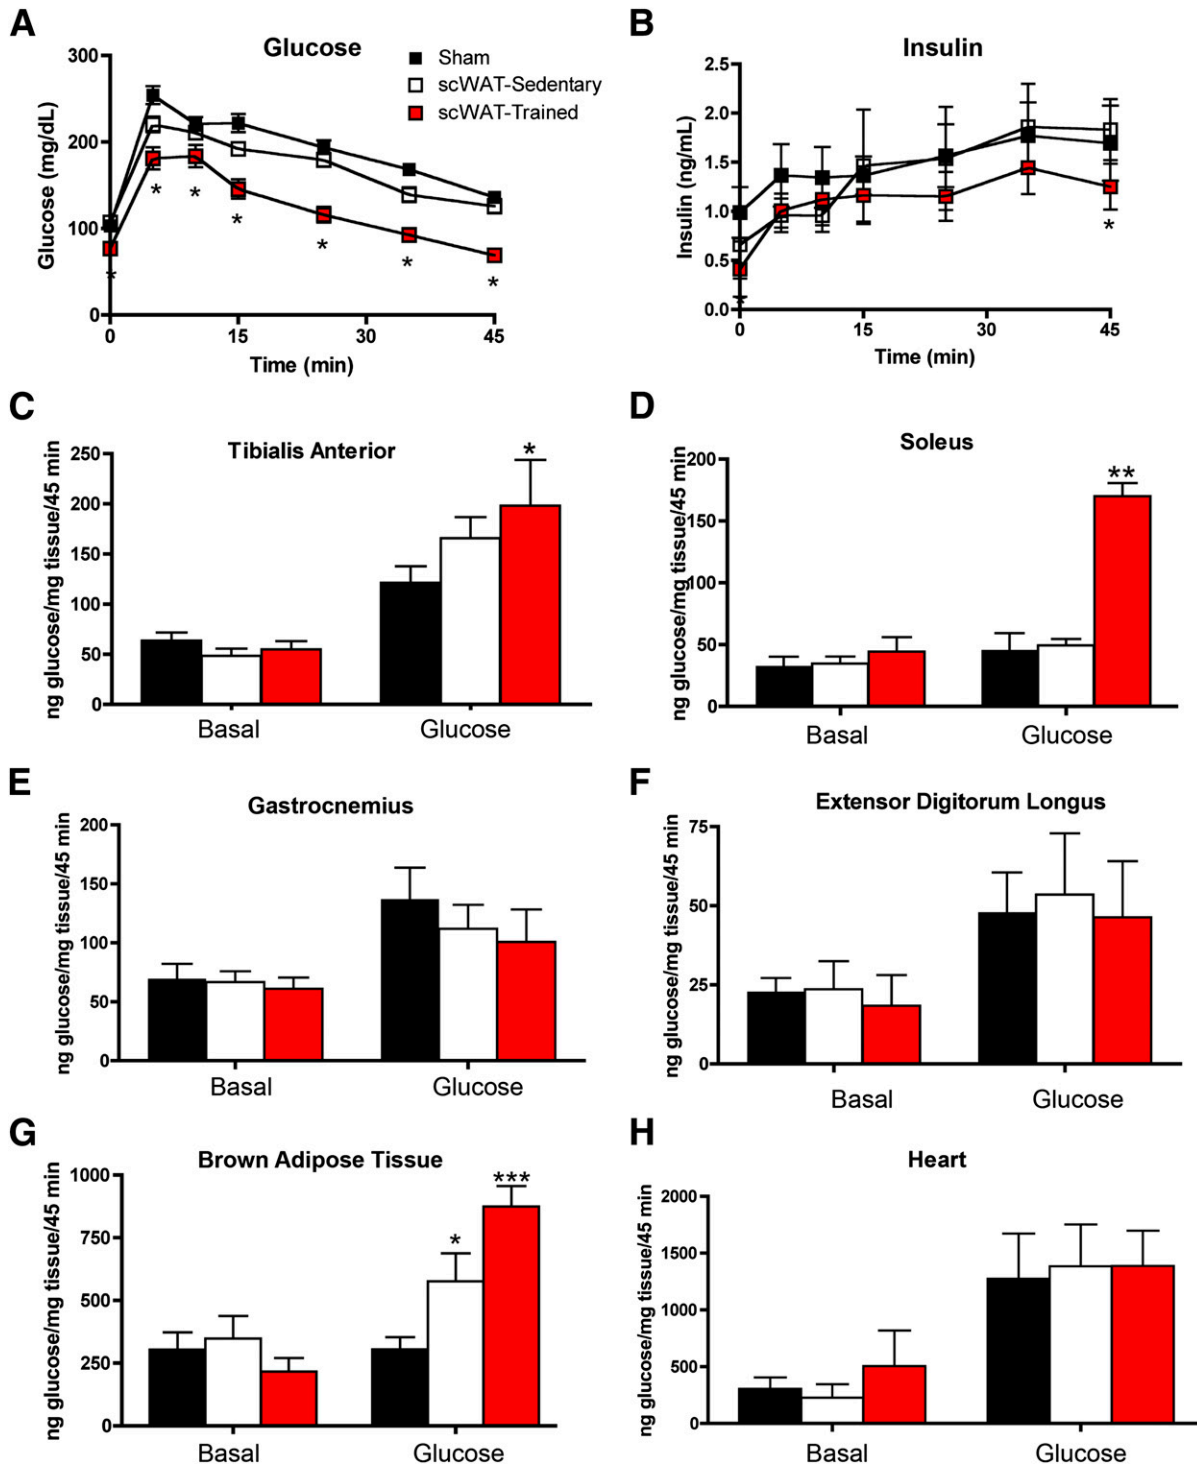 A
Glucose
Sham
scWAT-Sedentary
scWAT-Trained
Glucose (mg/dL)
300
200
100
0
*
*
*
*
*
*
*
0
15
30
45
Time (min)
B
Insulin
Insulin (ng/mL)
2.5
2.0
1.5
1.0
0.5
0.0
*
*
0
15
30
45
Time (min)
C
Tibialis Anterior
ng glucose/mg tissue/45 min
250
200
150
100
50
0
*
Basal
Glucose
D
Soleus
ng glucose/mg tissue/45 min
200
150
100
50
0
**
Basal
Glucose
E
Gastrocnemius
ng glucose/mg tissue/45 min
200
150
100
50
0
Basal
Glucose
F
Extensor Digitorum Longus
ng glucose/mg tissue/45 min
75
50
25
0
Basal
Glucose
G
Brown Adipose Tissue
ng glucose/mg tissue/45 min
1000
750
500
250
0
*
***
Basal
Glucose
H
Heart
ng glucose/mg tissue/45 min
2000
1500
1000
500
0
Basal
Glucose